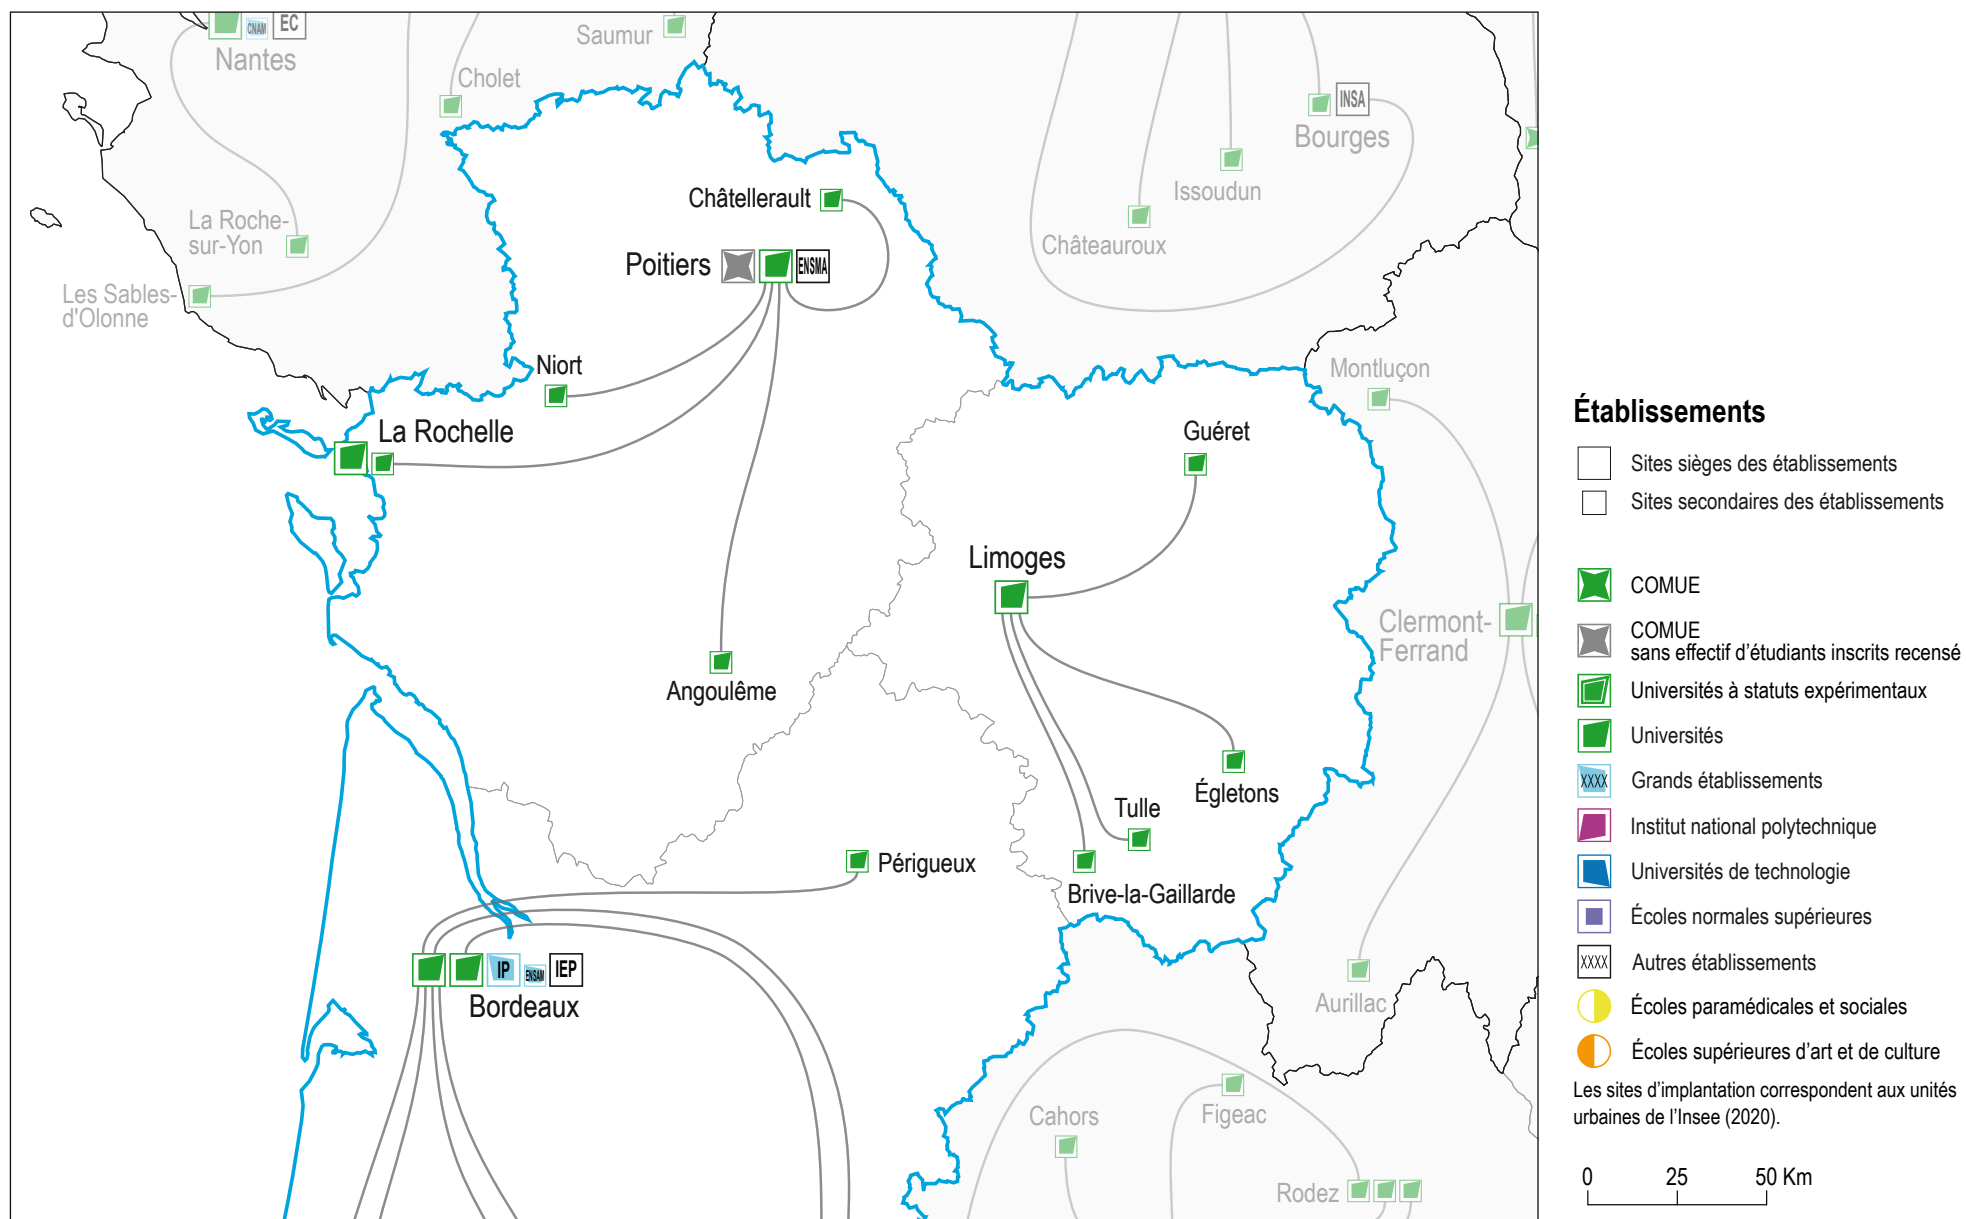 CNAM
EC
Nantes
Saumur
Cholet
INSA
Bourges
Issoudun
Châteauroux
La Roche-
sur-Yon
Les Sables-
d'Olonne
Châtellerault
Poitiers
ENSMA
Niort
La Rochelle
Montluçon
Guéret
Limoges
Clermont-
Ferrand
Angoulême
Égletons
Tulle
Périgueux
Brive-la-Gaillarde
IP
ENSAM
IEP
Bordeaux
Aurillac
Cahors
Figeac
Rodez
Établissements
Sites sièges des établissements
Sites secondaires des établissements
COMUE
COMUE
sans effectif d'étudiants inscrits recensé
Universités à statuts expérimentaux
Universités
XXXX
Grands établissements
Institut national polytechnique
Universités de technologie
Écoles normales supérieures
XXXX
Autres établissements
Écoles paramédicales et sociales
Écoles supérieures d'art et de culture
Les sites d'implantation correspondent aux unités
urbaines de l'Insee (2020).
0 25 50 Km